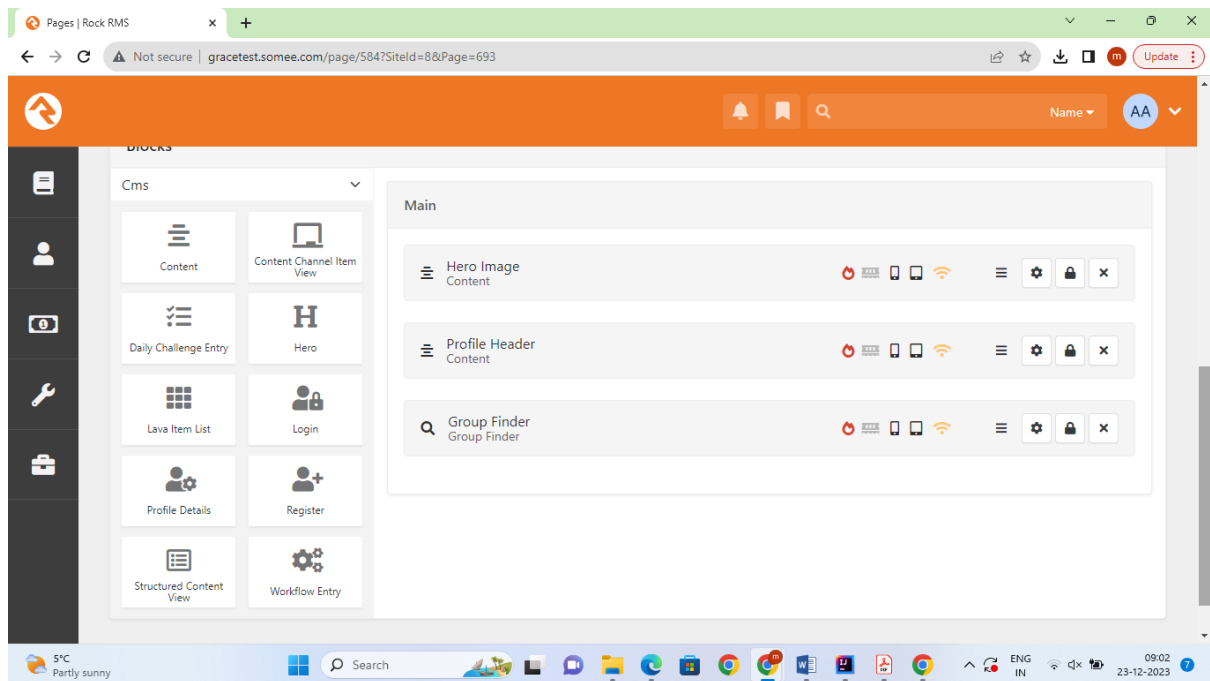 Pages | Rock RMS
Not secure | gracetest.somee.com/page/584?SiteId=8&Page=693
m
Update
Name
AA
Blocks
Cms
Content
Content Channel Item
View
Daily Challenge Entry
H
Hero
Lava Item List
Login
Profile Details
Register
Structured Content
View
Workflow Entry
Main
Hero Image
Content
Profile Header
Content
Group Finder
Group Finder
5°C
Partly sunny
Search
ENG
IN
09:02
23-12-2023
7